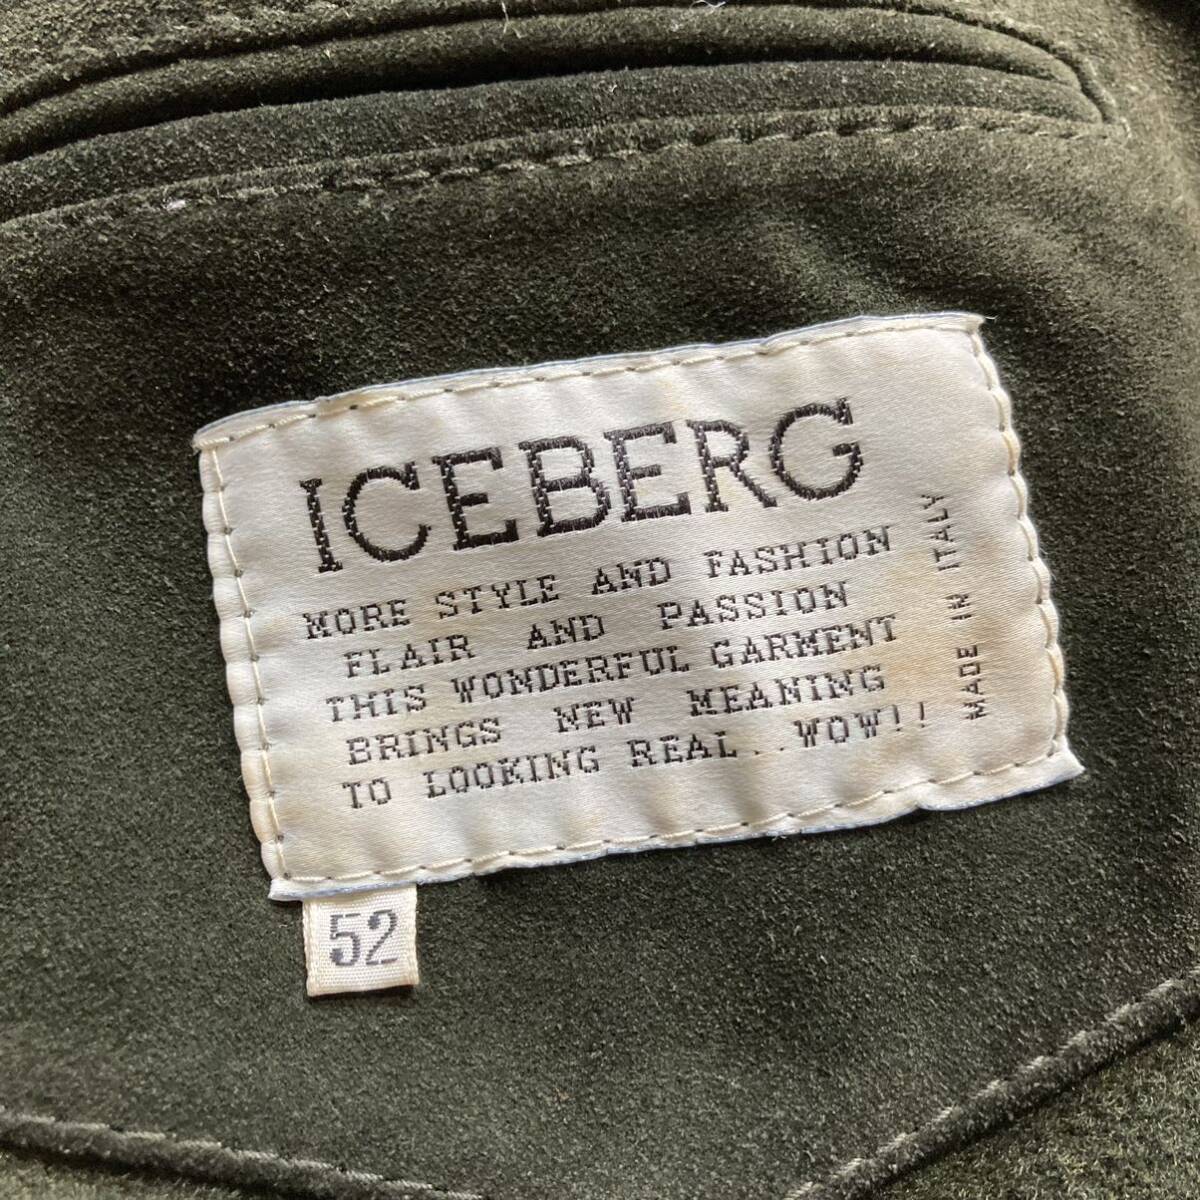 ICEBERG
MORE STYLE AND FASHION
FLAIR AND PASSION
THIS WONDERFUL GARMENT
BRINGS NEW MEANING
TO LOOKING REAL..WOW!!
MADE IN ITALY
52